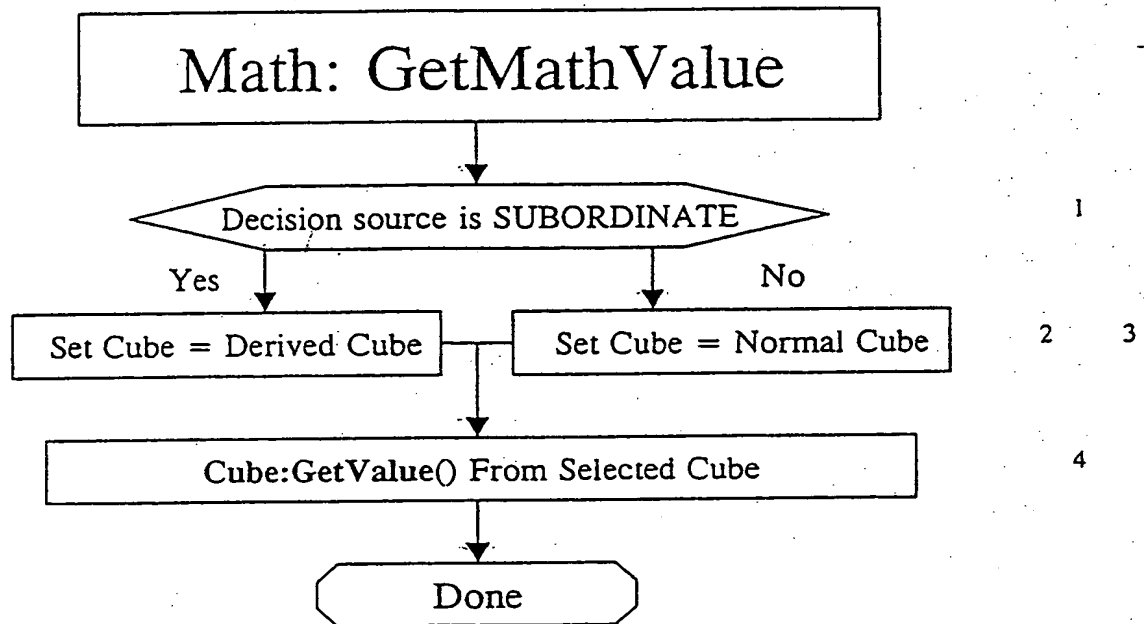 Math: GetMathValue
Decision source is SUBORDINATE 1
Yes No
Set Cube = Derived Cube Set Cube = Normal Cube 2 3
Cube:GetValue() From Selected Cube 4
Done